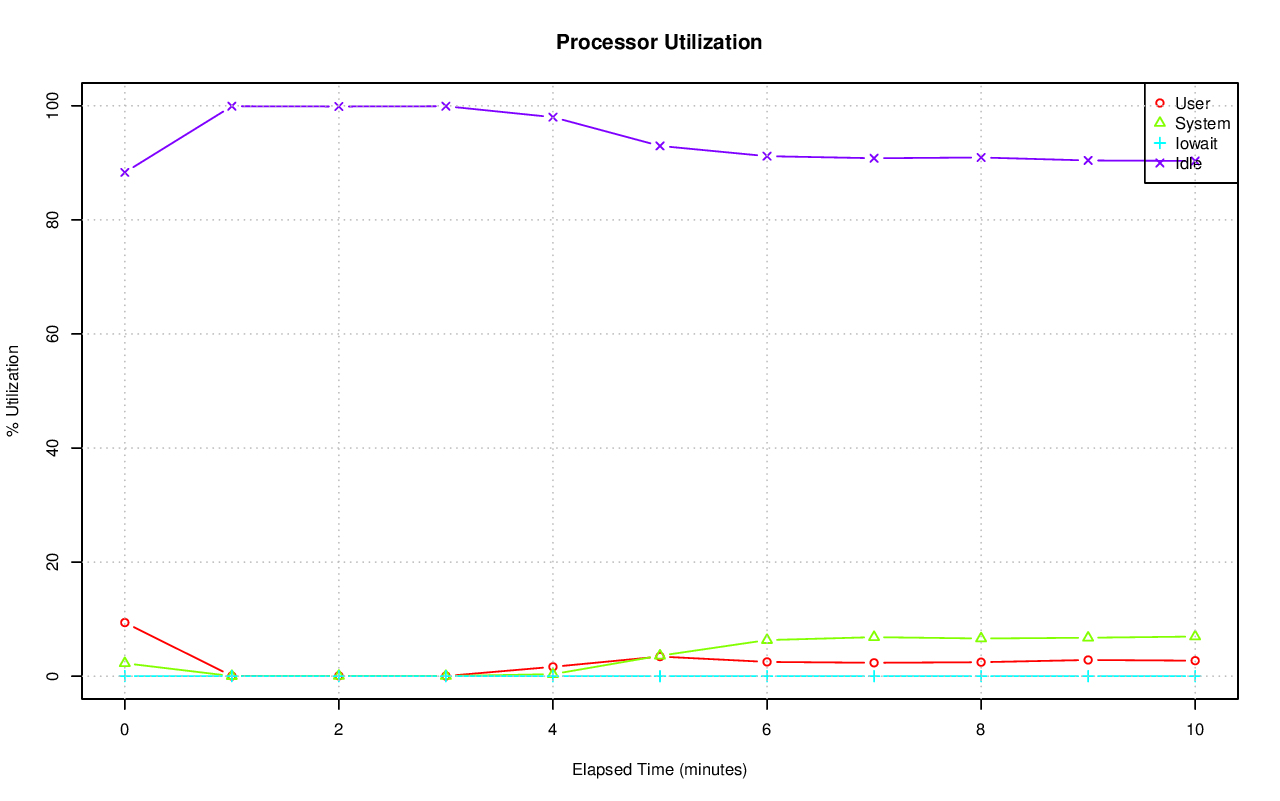 Processor Utilization
User
System
Iowait
Idle
100
80
60
40
20
0
% Utilization
0 2 4 6 8 10
Elapsed Time (minutes)